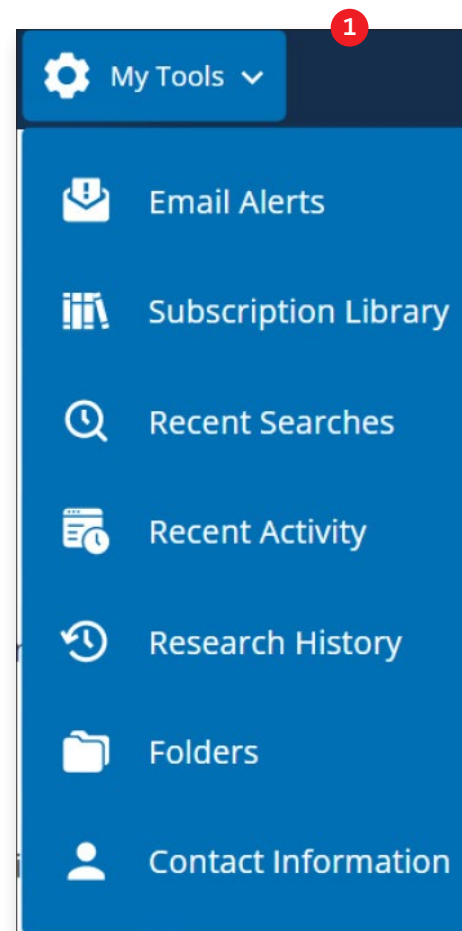 1
My Tools
Email Alerts
Subscription Library
Recent Searches
Recent Activity
Research History
Folders
Contact Information